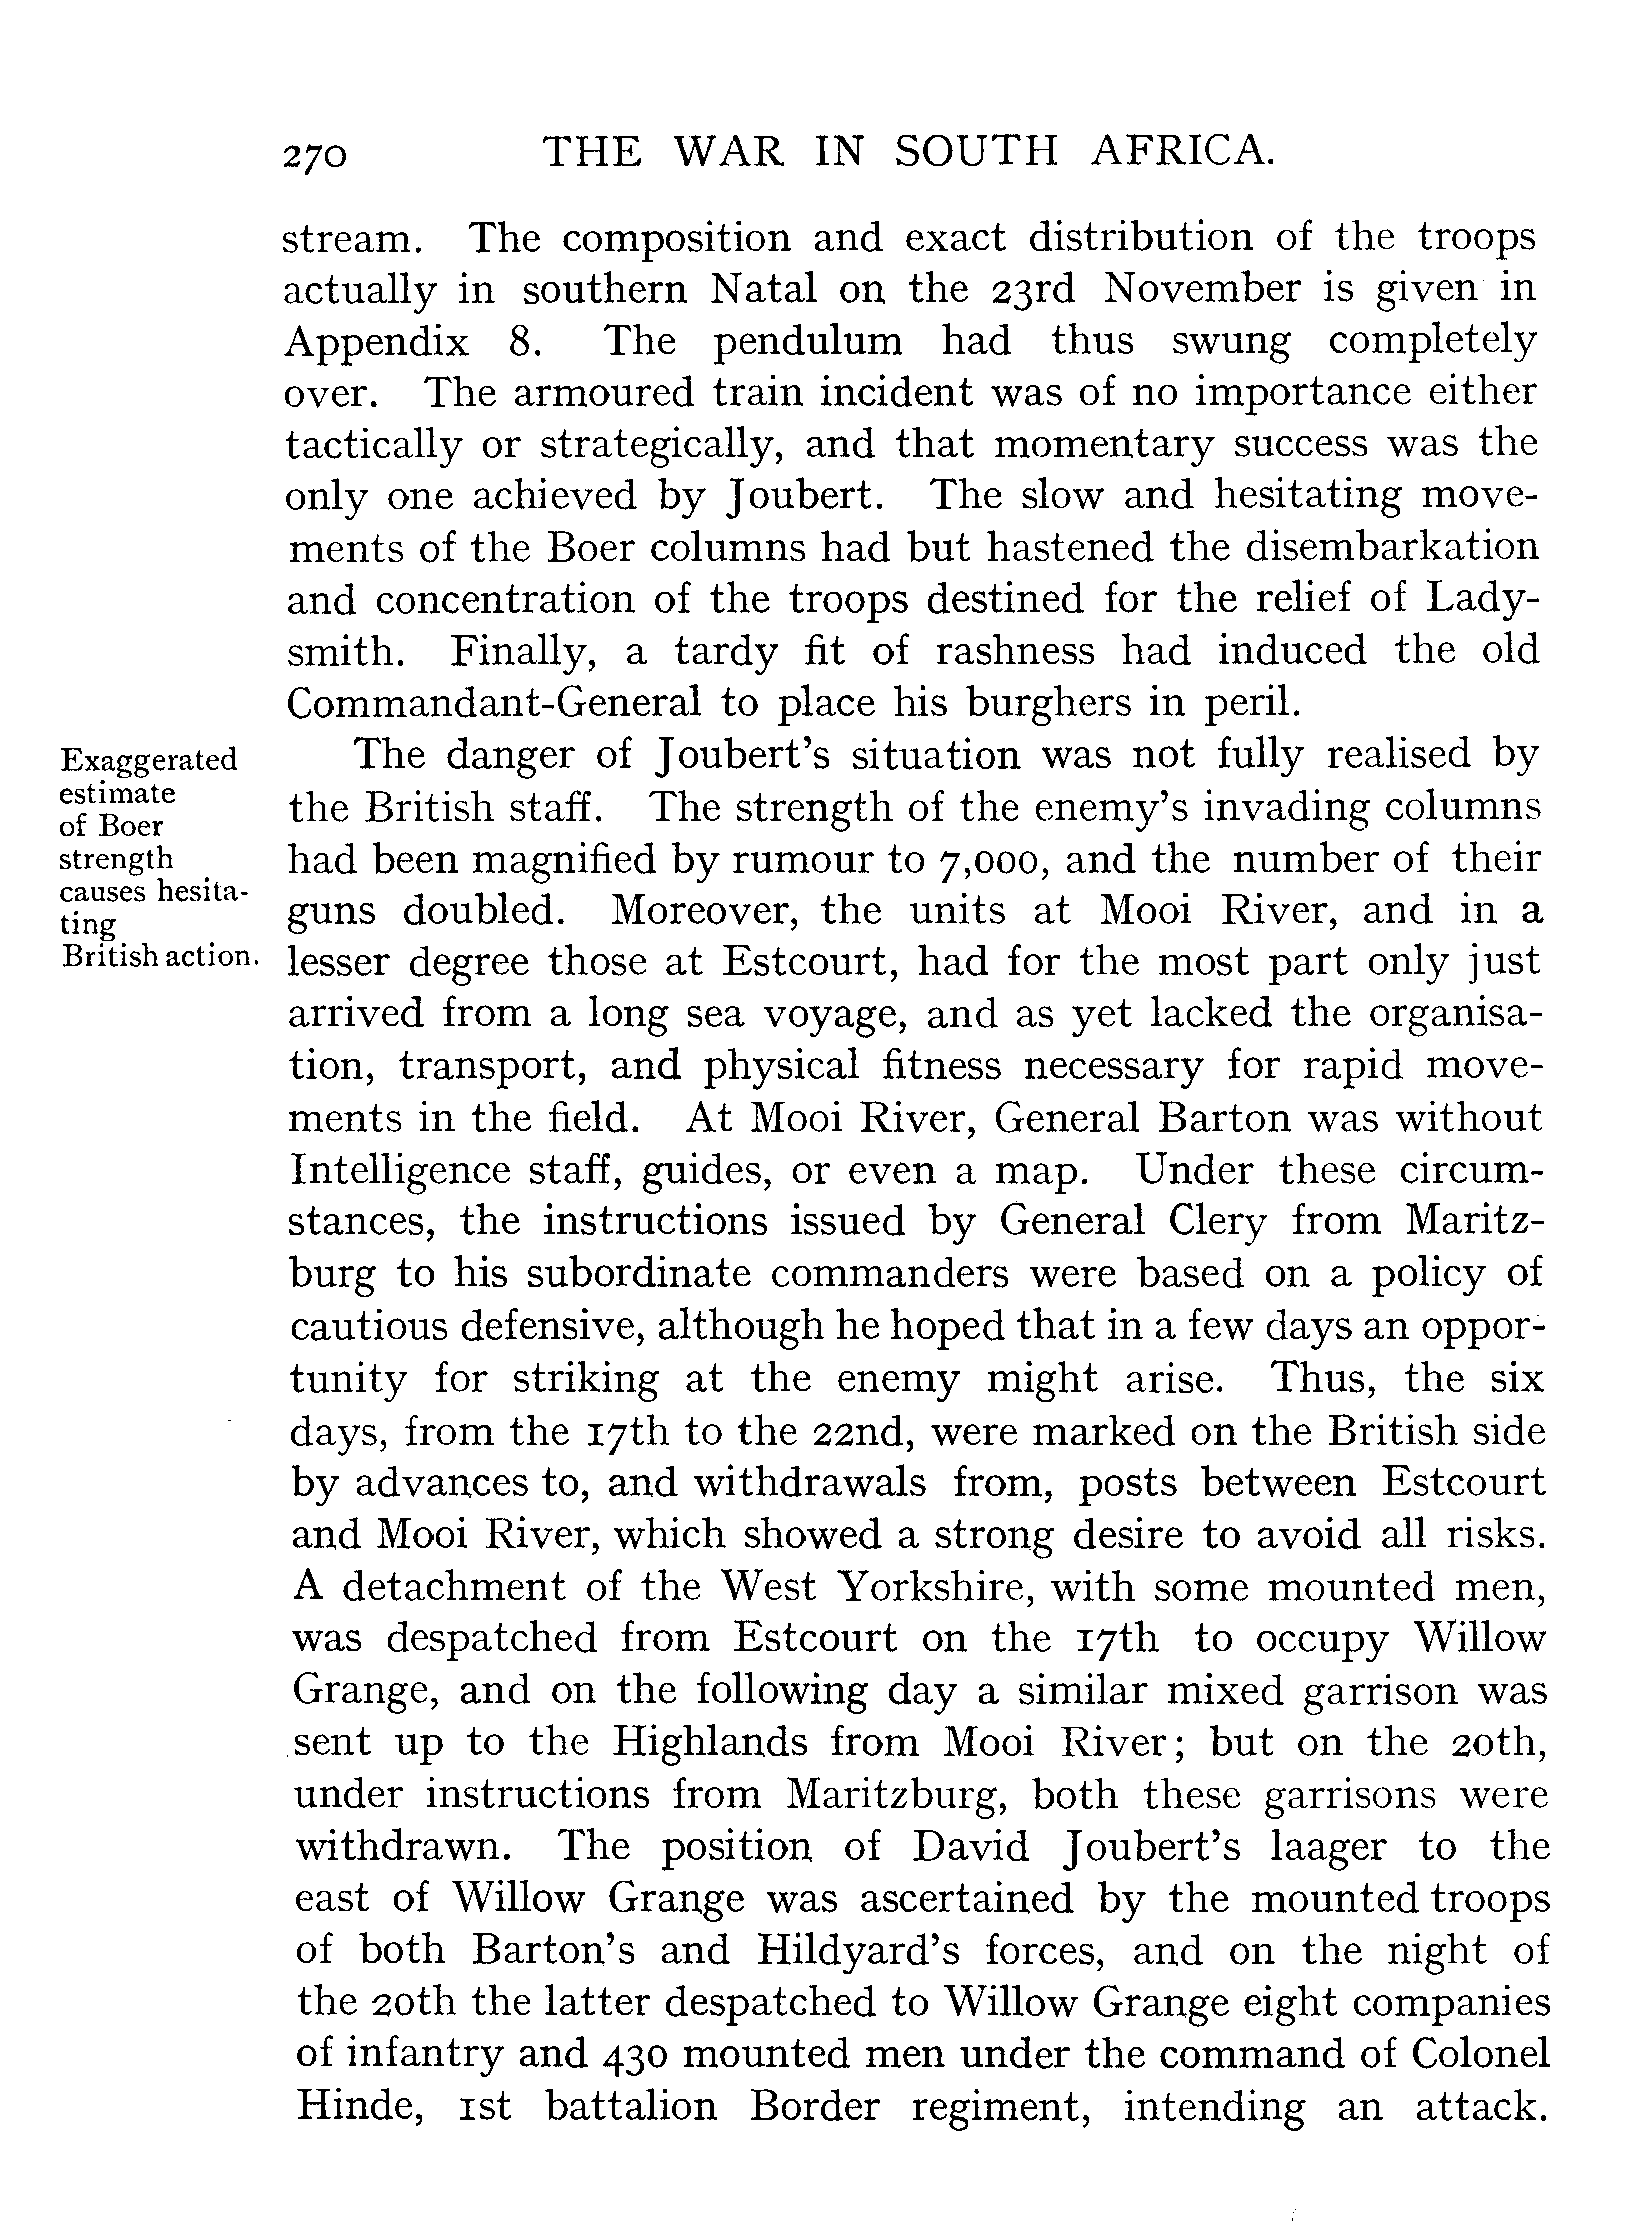 270 THE WAR IN SOUTH AFRICA.
stream. The composition and exact distribution of the troops
actually in southern Natal on the 23rd November is given in
Appendix 8. The pendulum had thus swung completely
over. The armoured train incident was of no importance either
tactically or strategically, and that momentary success was the
only one achieved by Joubert. The slow and hesitating move-
ments of the Boer columns had but hastened the disembarkation
and concentration of the troops destined for the relief of Lady-
smith. Finally, a tardy fit of rashness had induced the old
Commandant-General to place his burghers in peril.
Exaggerated
estimate
of Boer
strength
causes hesita-
ting
British action.
The danger of Joubert's situation was not fully realised by
the British staff. The strength of the enemy's invading columns
had been magnified by rumour to 7,000, and the number of their
guns doubled. Moreover, the units at Mooi River, and in a
lesser degree those at Estcourt, had for the most part only just
arrived from a long sea voyage, and as yet lacked the organisa-
tion, transport, and physical fitness necessary for rapid move-
ments in the field. At Mooi River, General Barton was without
Intelligence staff, guides, or even a map. Under these circum-
stances, the instructions issued by General Clery from Maritz-
burg to his subordinate commanders were based on a policy of
cautious defensive, although he hoped that in a few days an oppor-
tunity for striking at the enemy might arise. Thus, the six
days, from the 17th to the 22nd, were marked on the British side
by advances to, and withdrawals from, posts between Estcourt
and Mooi River, which showed a strong desire to avoid all risks.
A detachment of the West Yorkshire, with some mounted men,
was despatched from Estcourt on the 17th to occupy Willow
Grange, and on the following day a similar mixed garrison was
sent up to the Highlands from Mooi River; but on the 20th,
under instructions from Maritzburg, both these garrisons were
withdrawn. The position of David Joubert's laager to the
east of Willow Grange was ascertained by the mounted troops
of both Barton's and Hildyard's forces, and on the night of
the 20th the latter despatched to Willow Grange eight companies
of infantry and 430 mounted men under the command of Colonel
Hinde, 1st battalion Border regiment, intending an attack.